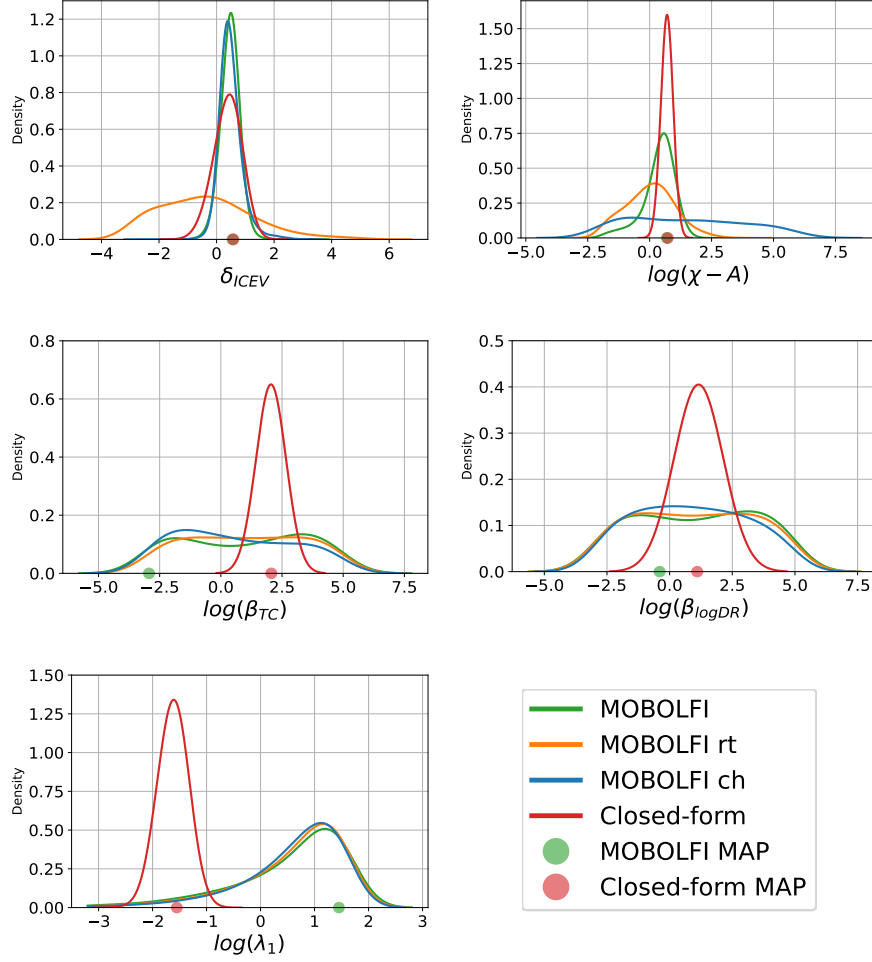 1.2
1.0
0.8
0.6
0.4
0.2
0.0
Density
−4 −2 0 2 4 6
δ_ICEV
1.50
1.25
1.00
0.75
0.50
0.25
0.00
Density
−5.0 −2.5 0.0 2.5 5.0 7.5
log(χ − A)
0.8
0.6
0.4
0.2
0.0
Density
−5.0 −2.5 0.0 2.5 5.0 7.5
log(β_TC)
0.5
0.4
0.3
0.2
0.1
0.0
Density
−5.0 −2.5 0.0 2.5 5.0 7.5
log(β_logDR)
1.50
1.25
1.00
0.75
0.50
0.25
0.00
Density
−3 −2 −1 0 1 2 3
log(λ_1)
MOBOLFI
MOBOLFI rt
MOBOLFI ch
Closed-form
MOBOLFI MAP
Closed-form MAP